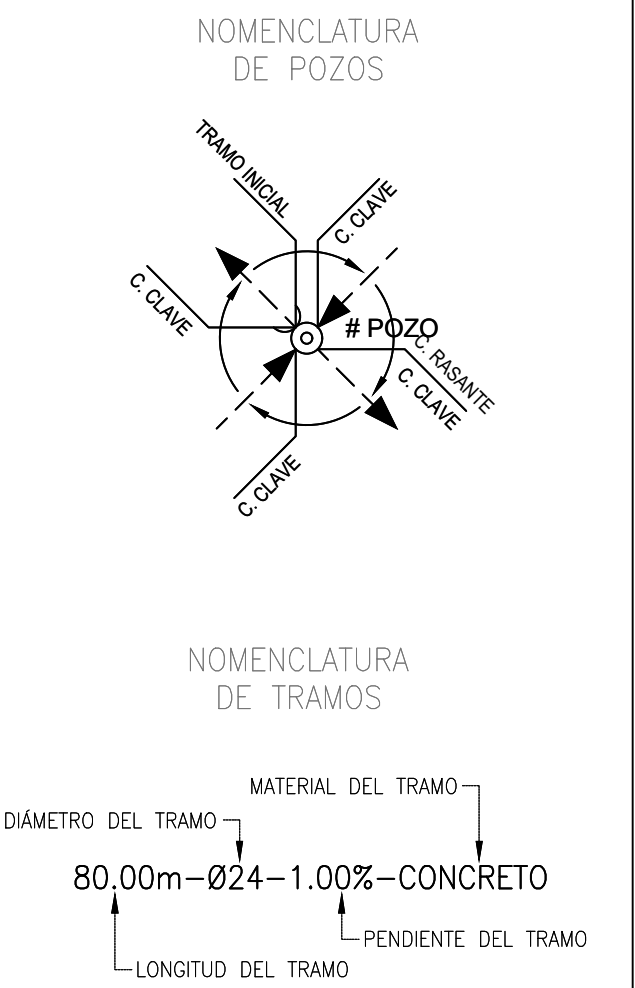 NOMENCLATURA
DE POZOS
TRAMO INICIAL
C. CLAVE
C. CLAVE
# POZO
C. RASANTE
C. CLAVE
C. CLAVE
NOMENCLATURA
DE TRAMOS
MATERIAL DEL TRAMO
DIÁMETRO DEL TRAMO
80.00m-Ø24-1.00%-CONCRETO
PENDIENTE DEL TRAMO
LONGITUD DEL TRAMO